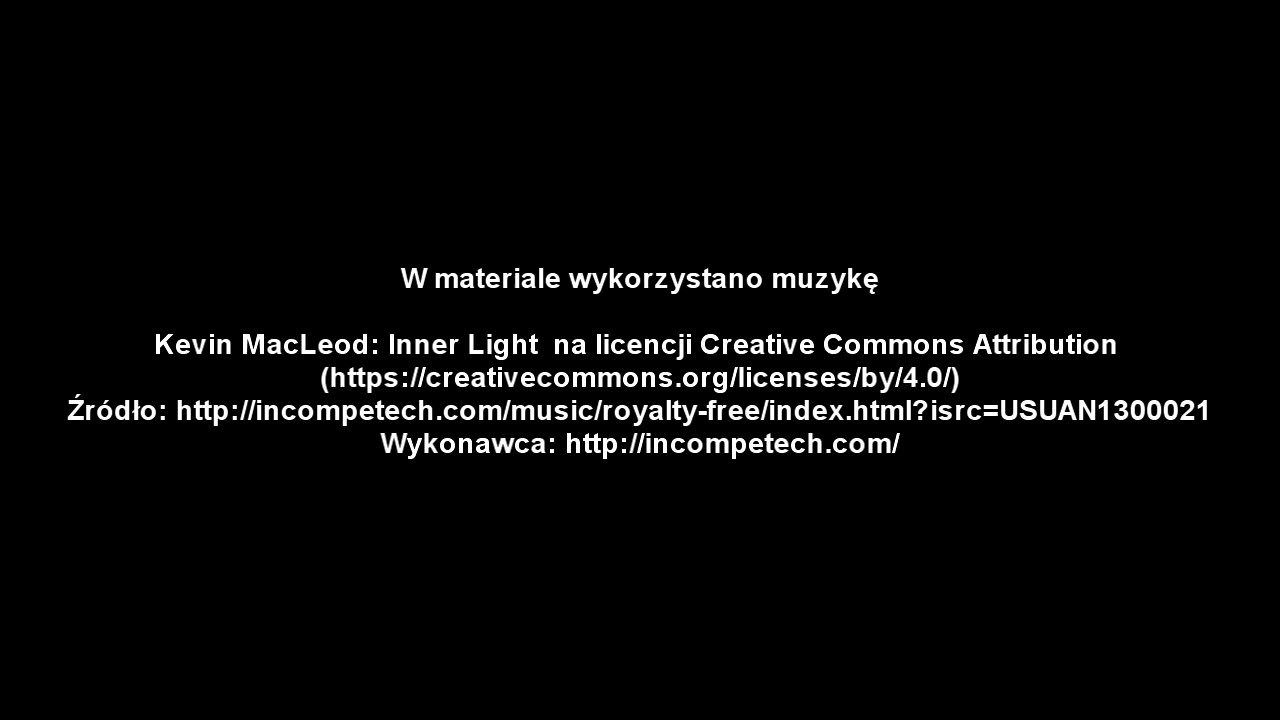 W materiale wykorzystano muzykę
Kevin MacLeod: Inner Light  na licencji Creative Commons Attribution
(https://creativecommons.org/licenses/by/4.0/)
Źródło: http://incompetech.com/music/royalty-free/index.html?isrc=USUAN1300021
Wykonawca: http://incompetech.com/